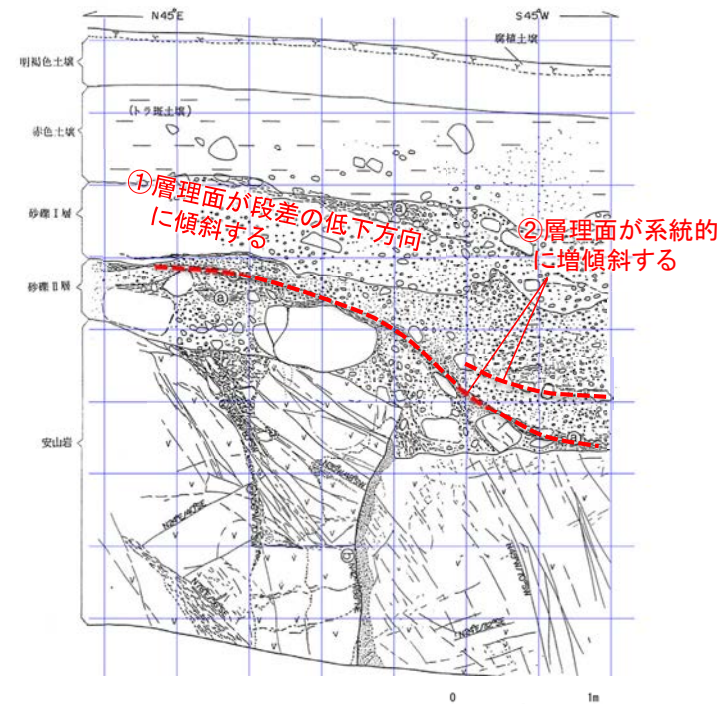 N45°E
S45°W
腐植土壌
明褐色土壌
(トラ斑土壌)
赤色土壌
①層理面が段差の低下方向
に傾斜する
砂礫Ⅰ層
ⓐ
②層理面が系統的
に増傾斜する
砂礫Ⅱ層
ⓐ
安山岩
0
1m